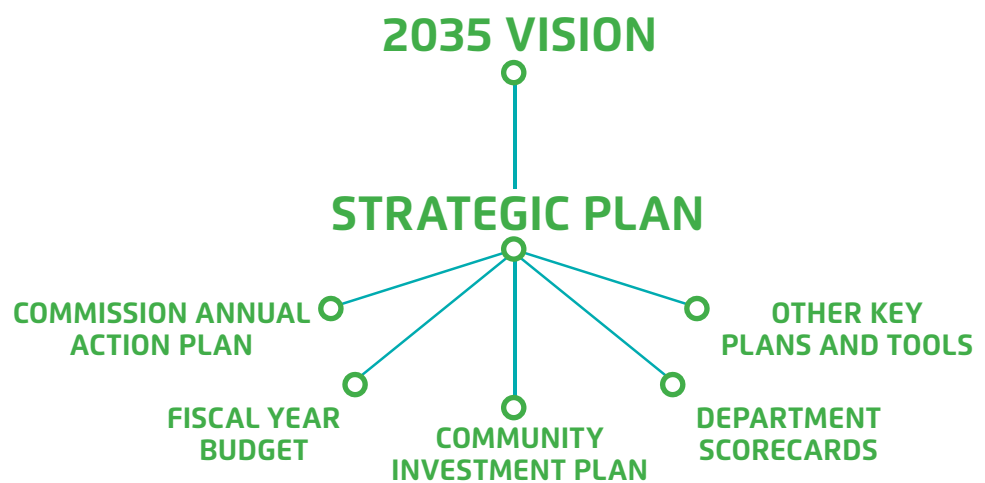 2035 VISION
STRATEGIC PLAN
COMMISSION ANNUAL
ACTION PLAN
FISCAL YEAR
BUDGET
COMMUNITY
INVESTMENT PLAN
DEPARTMENT
SCORECARDS
OTHER KEY
PLANS AND TOOLS